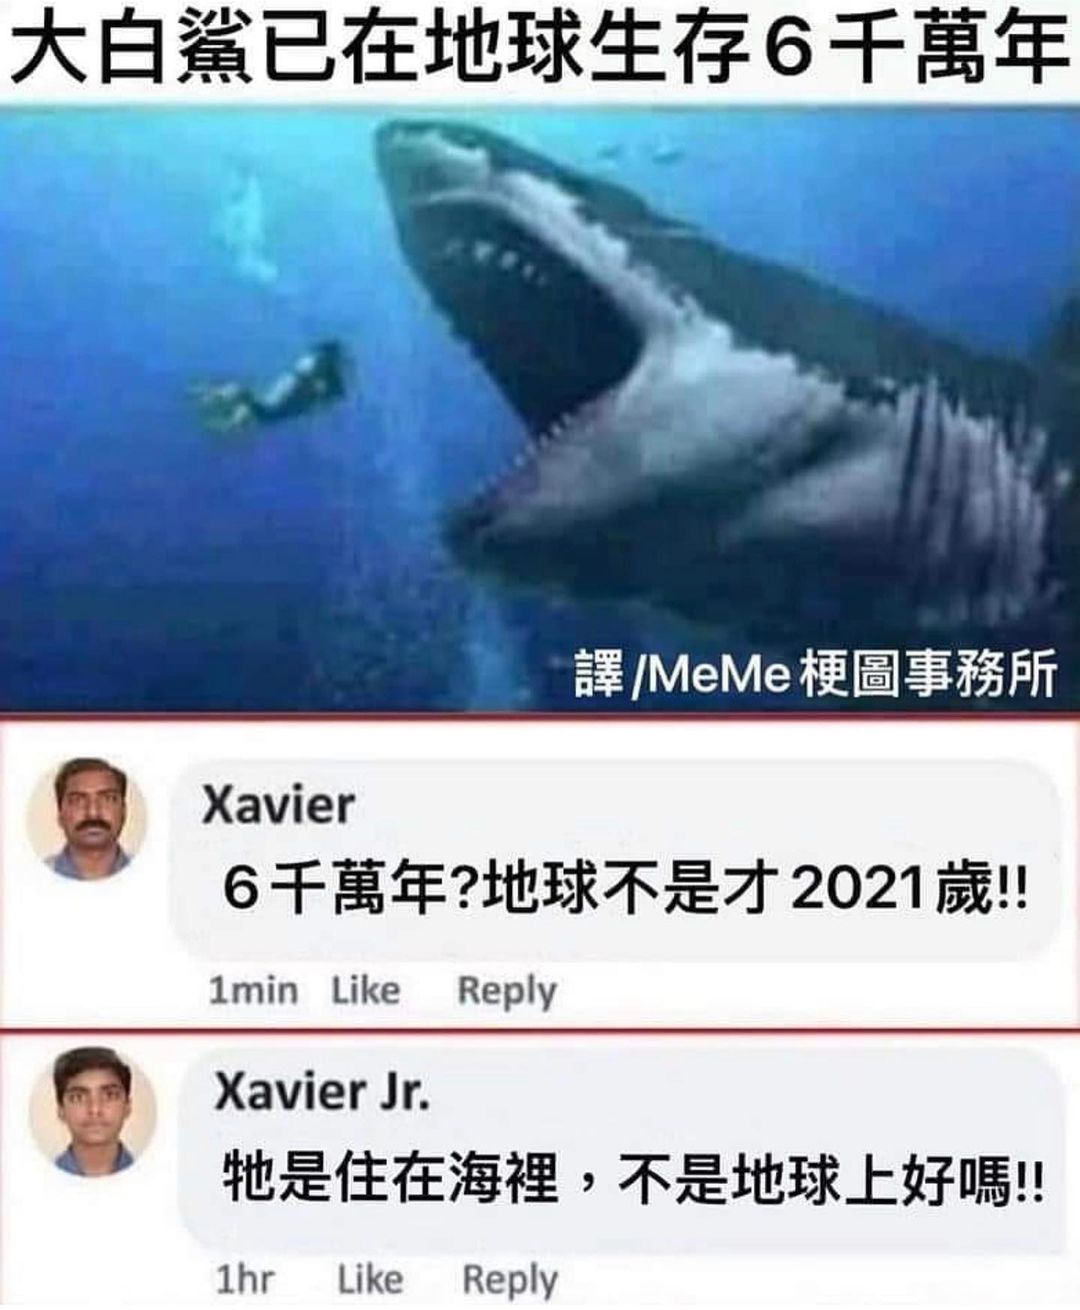 大白鯊已在地球生存6千萬年
譯/MeMe梗圖事務所
Xavier
6千萬年?地球不是才2021歲!!
1min Like Reply
Xavier Jr.
牠是住在海裡，不是地球上好嗎!!
1hr Like Reply